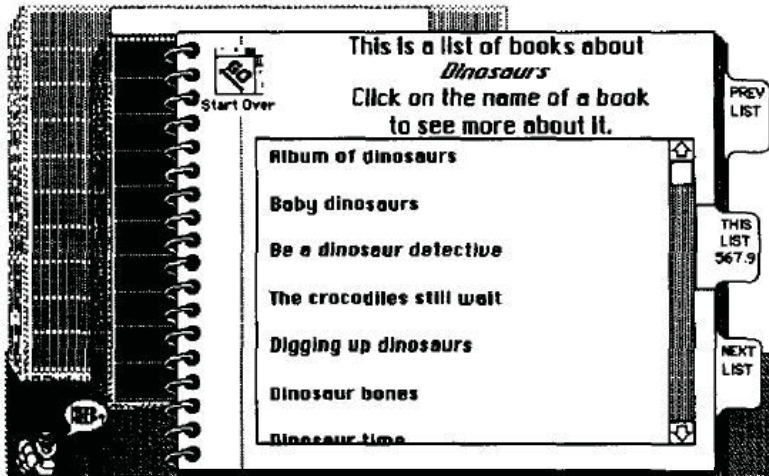 This is a list of books about
Dinosaurs
Click on the name of a book
to see more about it.
Start Over
Album of dinosaurs
Baby dinosaurs
Be a dinosaur detective
The crocodiles still wait
Digging up dinosaurs
Dinosaur bones
Dinosaur time
PREV
LIST
THIS
LIST
567.9
NEXT
LIST